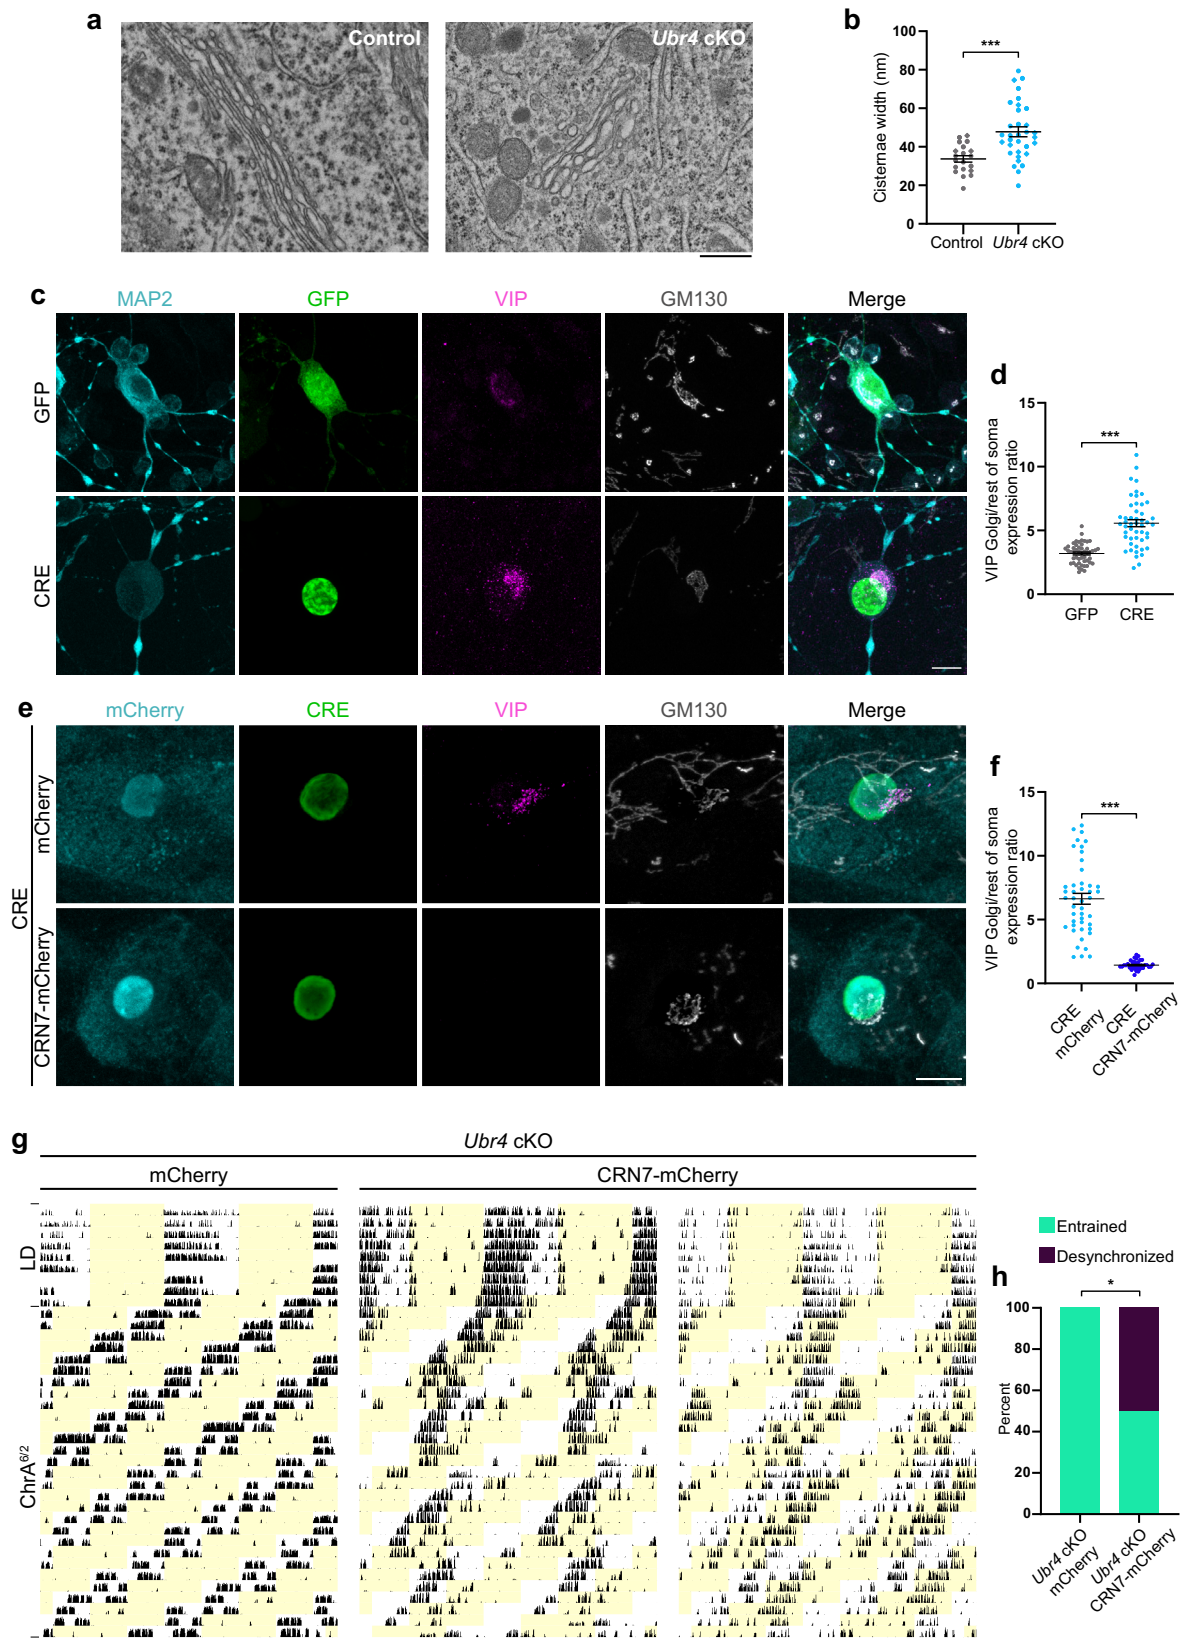 a
Control
Ubr4 cKO
b
100
80
60
40
20
0
Cisternae width (nm)
***
Control
Ubr4 cKO
c
MAP2
GFP
VIP
GM130
Merge
GFP
CRE
d
15
10
5
0
VIP Golgi/rest of soma
expression ratio
***
GFP
CRE
e
mCherry
CRE
VIP
GM130
Merge
CRE
mCherry
CRN7-mCherry
f
15
10
5
0
VIP Golgi/rest of soma
expression ratio
***
CRE
mCherry
CRE
CRN7-mCherry
g
Ubr4 cKO
mCherry
CRN7-mCherry
LD
ChrA6/2
Entrained
Desynchronized
h
*
100
80
60
40
20
0
Percent
Ubr4 cKO
mCherry
Ubr4 cKO
CRN7-mCherry